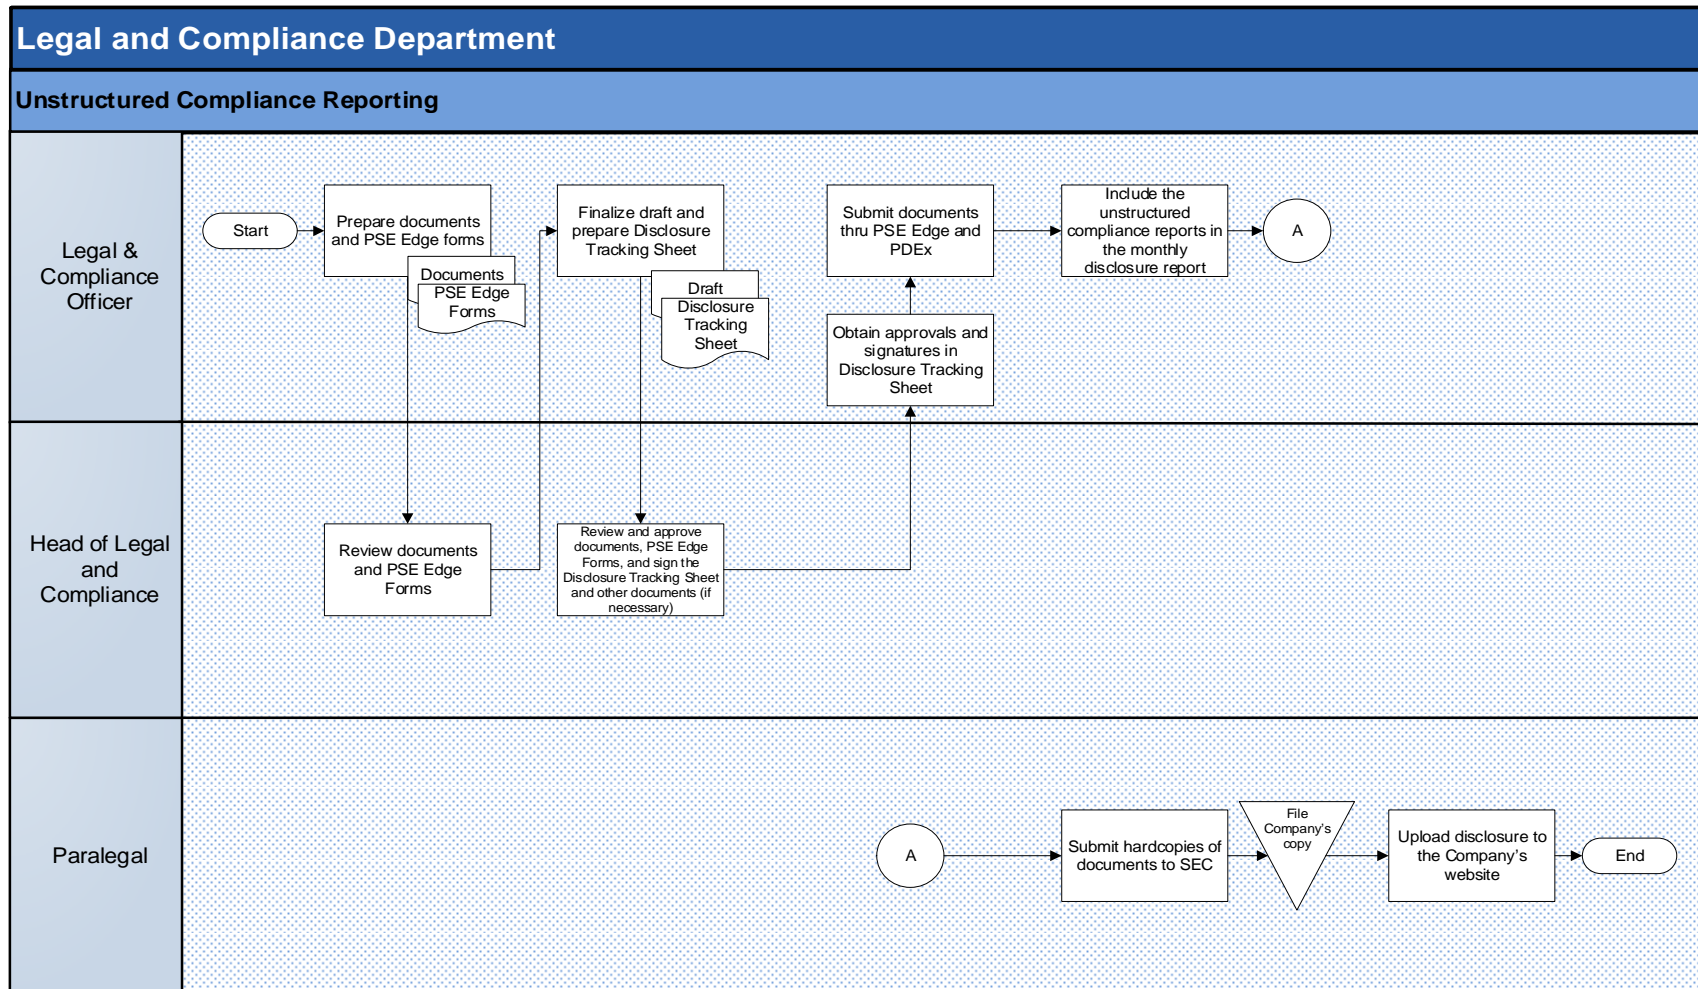 Legal and Compliance Department
Unstructured Compliance Reporting
Legal &
Compliance
Officer
Start
Prepare documents
and PSE Edge forms
Documents
PSE Edge
Forms
Finalize draft and
prepare Disclosure
Tracking Sheet
Draft
Disclosure
Tracking
Sheet
Submit documents
thru PSE Edge and
PDEx
Obtain approvals and
signatures in
Disclosure Tracking
Sheet
Include the
unstructured
compliance reports in
the monthly
disclosure report
A
Head of Legal
and
Compliance
Review documents
and PSE Edge
Forms
Review and approve
documents, PSE Edge
Forms, and sign the
Disclosure Tracking Sheet
and other documents (if
necessary)
Paralegal
A
Submit hardcopies of
documents to SEC
File
Company's
copy
Upload disclosure to
the Company's
website
End